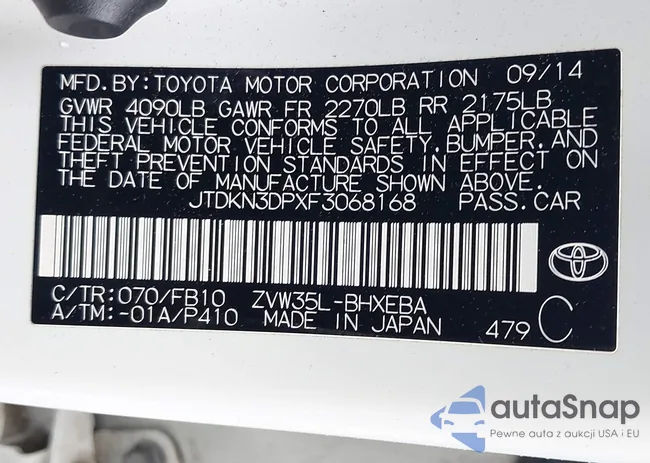 MFD.BY:TOYOTA MOTOR CORPORATION 09/14
GVWR 4090LB GAWR FR 2270LB RR 2175LB
THIS VEHICLE CONFORMS TO ALL APPLICABLE
FEDERAL MOTOR VEHICLE SAFETY,BUMPER,AND
THEFT PREVENTION STANDARDS IN EFFECT ON
THE DATE OF MANUFACTURE SHOWN ABOVE.
JTDKN3DPXF3068168 PASS.CAR
C/TR:070/FB10 ZVW35L-BHXEBA
A/TM:-01A/P410 MADE IN JAPAN 479 C
autaSnap
Pewne auta z aukcji USA i EU